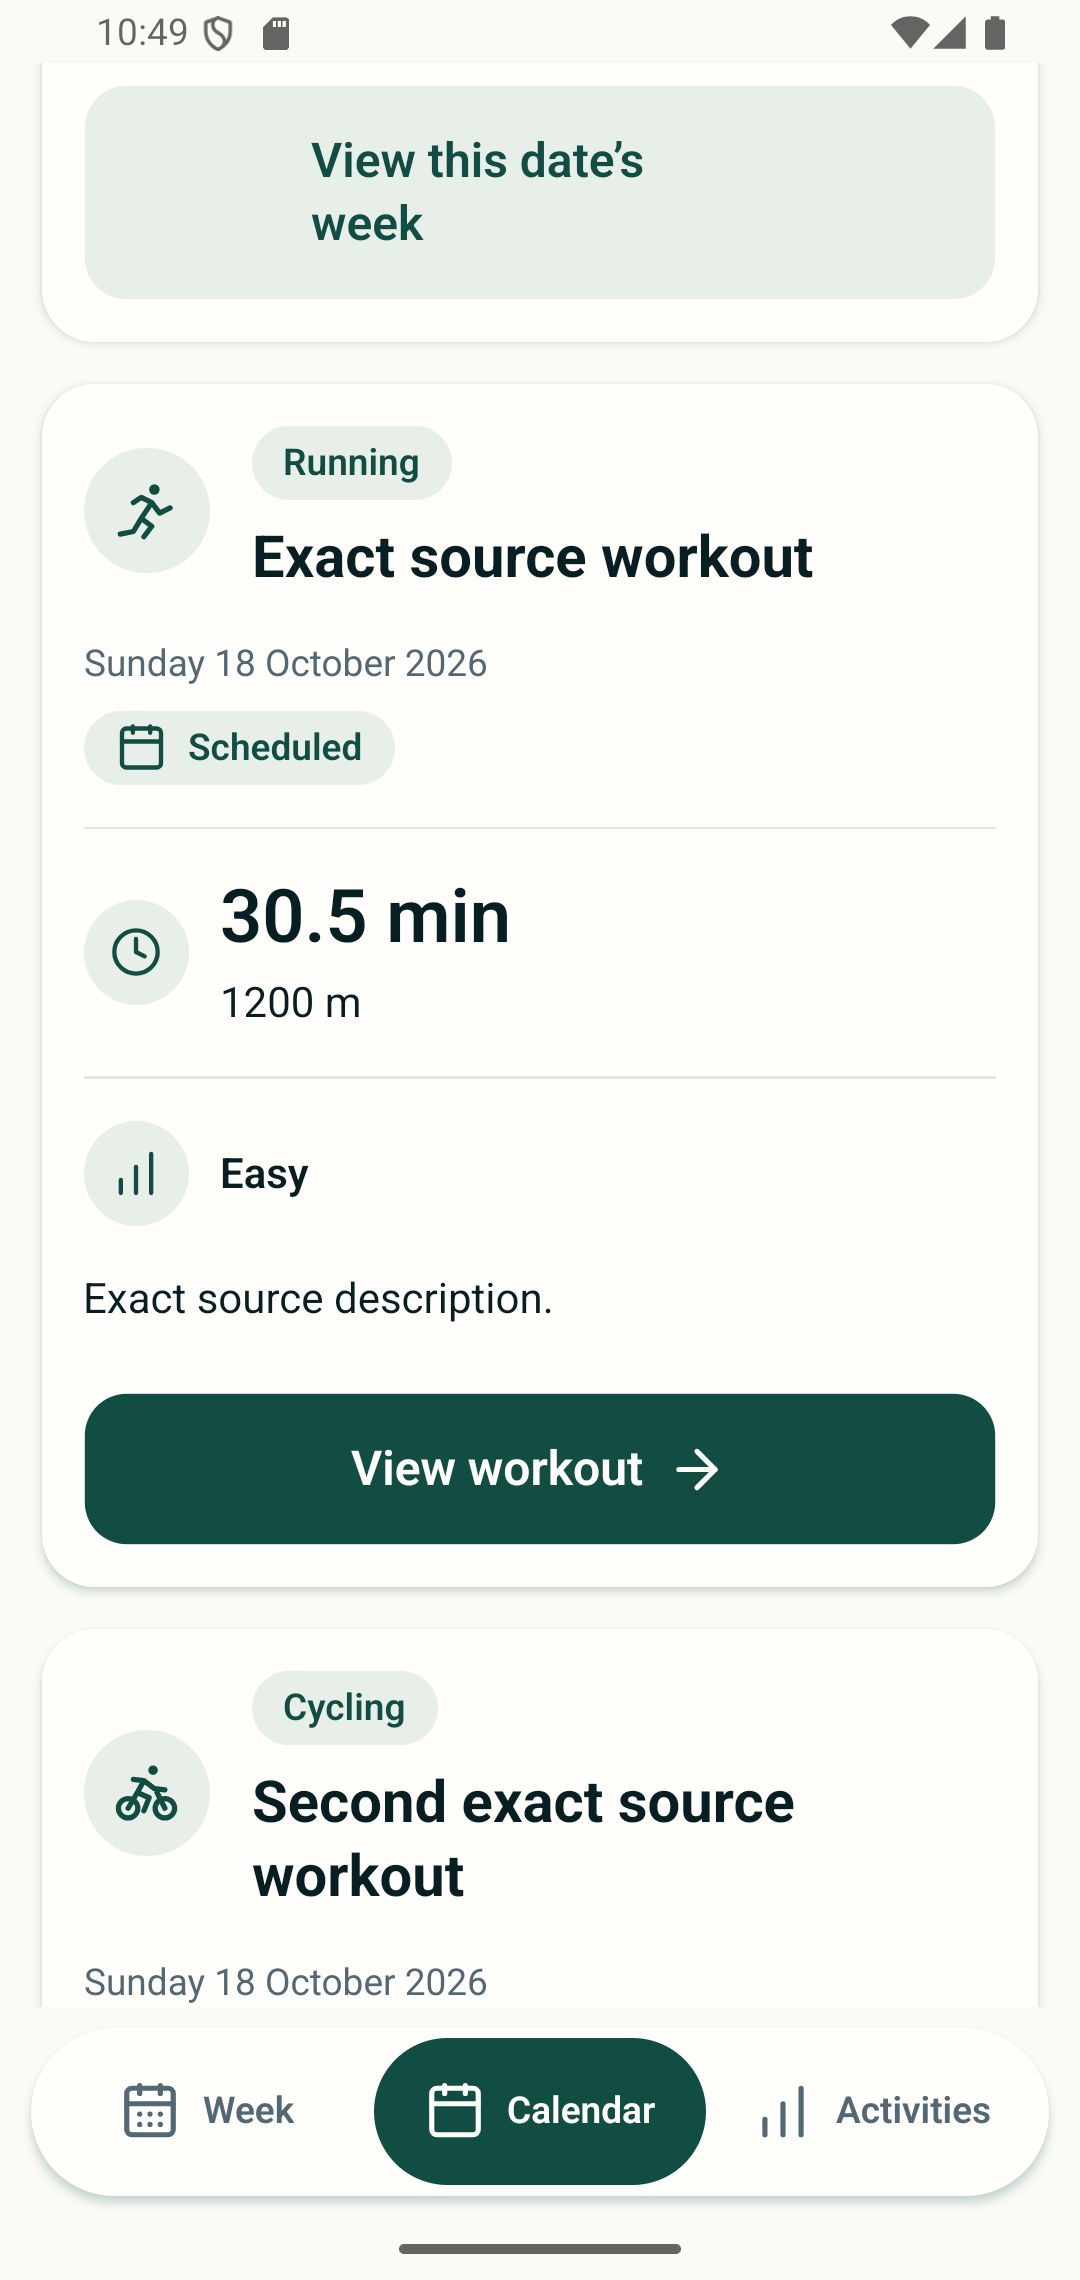 10:49
View this date’s
week
Running
Exact source workout
Sunday 18 October 2026
Scheduled
30.5 min
1200 m
Easy
Exact source description.
View workout
Cycling
Second exact source
workout
Sunday 18 October 2026
Week
Calendar
Activities